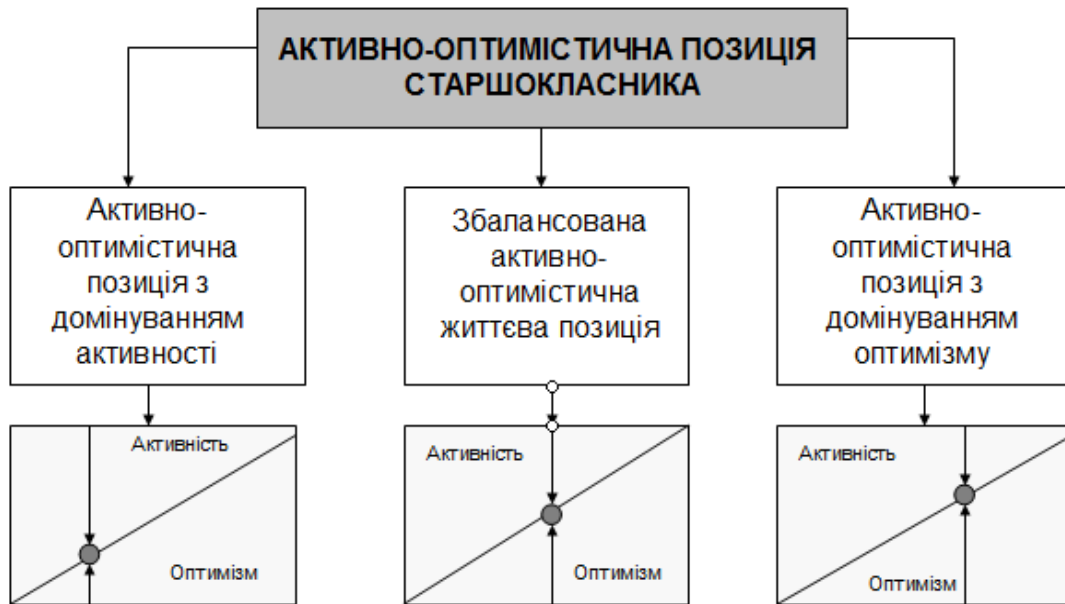 АКТИВНО-ОПТИМІСТИЧНА ПОЗИЦІЯ
СТАРШОКЛАСНИКА
Активно-
оптимістична
позиція з
домінуванням
активності
Збалансована
активно-
оптимістична
життєва позиція
Активно-
оптимістична
позиція з
домінуванням
оптимізму
Активність
Оптимізм
Активність
Оптимізм
Активність
Оптимізм